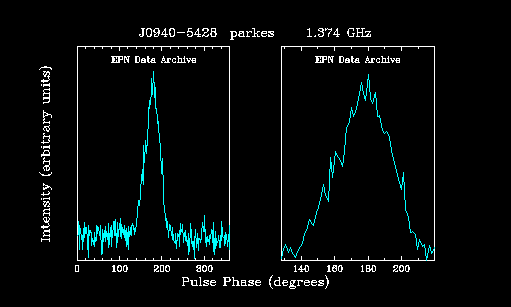 J0940-5428 parkes 1.374 GHz
EPN Data Archive EPN Data Archive
Intensity (arbitrary units)
0 100 200 300 140 160 180 200
Pulse Phase (degrees)